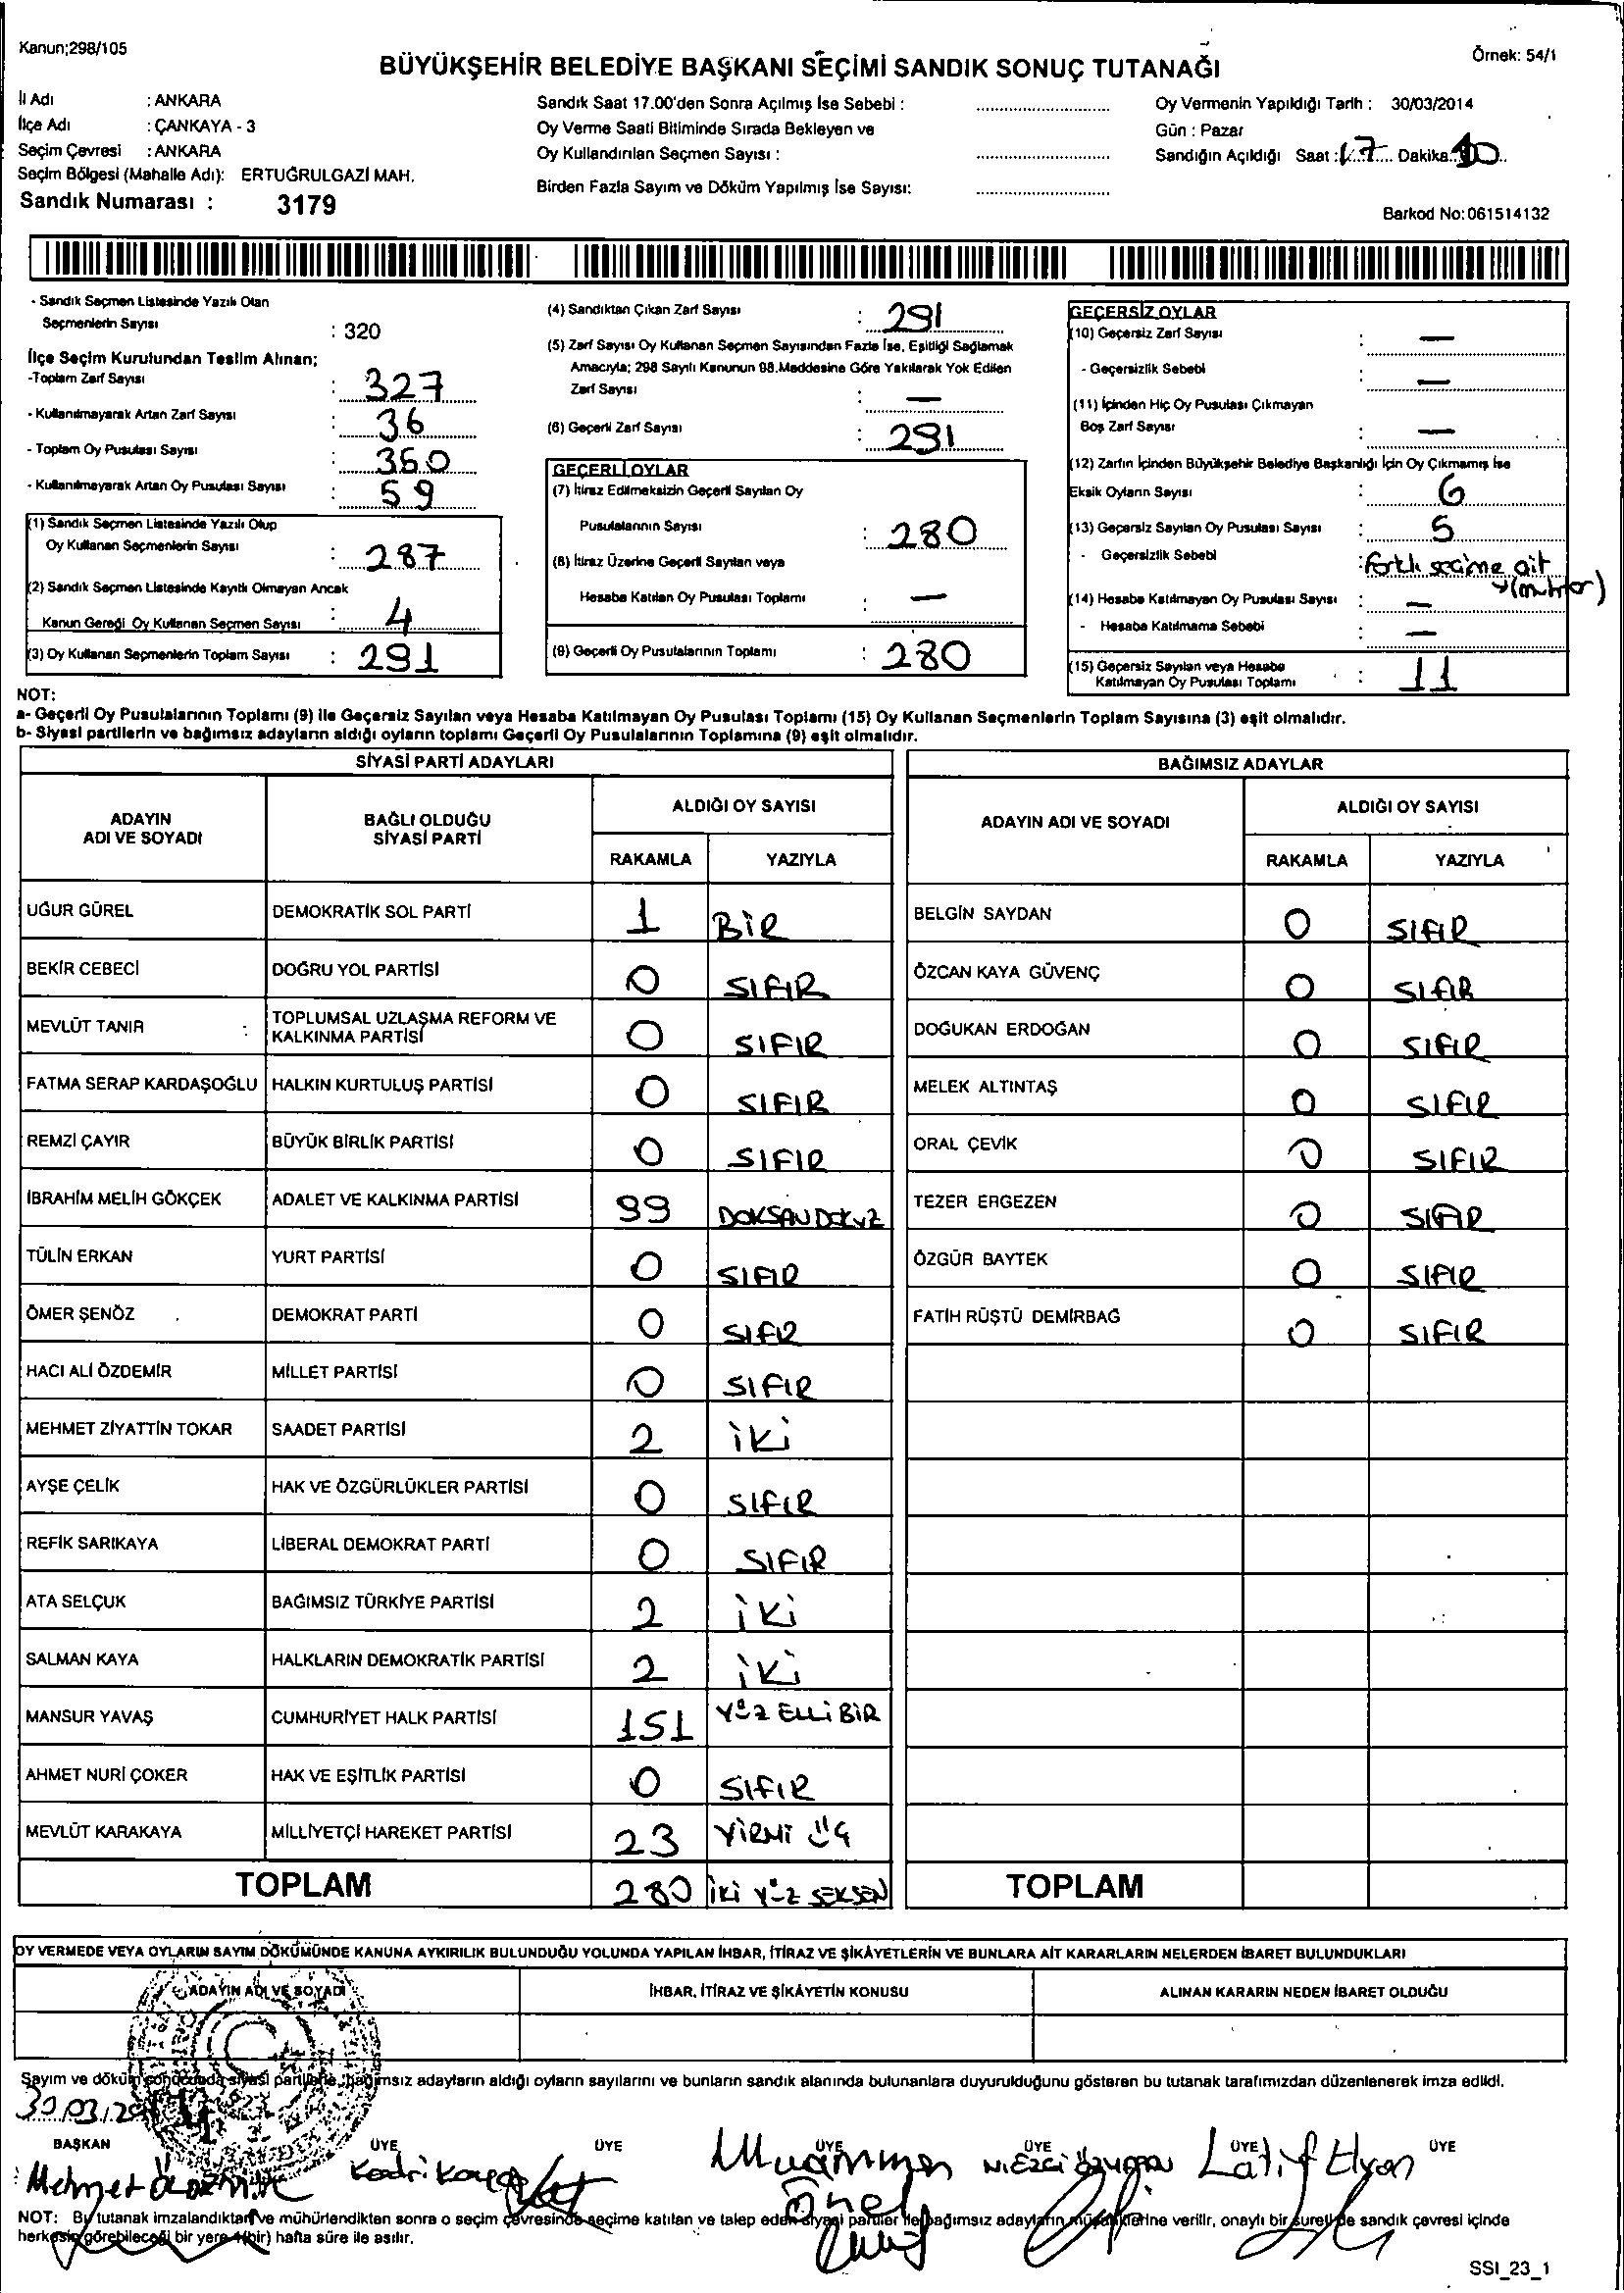 Kanun;298/105
Örnek: 54/1
BÜYÜKŞEHİR BELEDİYE BAŞKANI SEÇİMİ SANDIK SONUÇ TUTANAĞI
İl Adı : ANKARA
İlçe Adı : ÇANKAYA - 3
Seçim Çevresi : ANKARA
Seçim Bölgesi (Mahalle Adı): ERTUĞRULGAZİ MAH.
Sandık Numarası : 3179
Sandık Saat 17.00'den Sonra Açılmış İse Sebebi :
Oy Verme Saati Bitiminde Sırada Bekleyen ve
Oy Kullandırılan Seçmen Sayısı :
Birden Fazla Sayım ve Döküm Yapılmış İse Sayısı:
Oy Vermenin Yapıldığı Tarih : 30/03/2014
Gün : Pazar
Sandığın Açıldığı Saat : 17 Dakika 10
Barkod No:061514132
- Sandık Seçmen Listesinde Yazılı Olan
Seçmenlerin Sayısı : 320
İlçe Seçim Kurulundan Teslim Alınan;
-Toplam Zarf Sayısı : 327
- Kullanılmayarak Artan Zarf Sayısı : 36
- Toplam Oy Pusulası Sayısı : 350
- Kullanılmayarak Artan Oy Pusulası Sayısı : 59
(1) Sandık Seçmen Listesinde Yazılı Olup
Oy Kullanan Seçmenlerin Sayısı : 287
(2) Sandık Seçmen Listesinde Kayıtlı Olmayan Ancak
Kanun Gereği Oy Kullanan Seçmen Sayısı : 4
(3) Oy Kullanan Seçmenlerin Toplam Sayısı : 291
(4) Sandıktan Çıkan Zarf Sayısı : 291
(5) Zarf Sayısı Oy Kullanan Seçmen Sayısından Fazla İse, Eşitliği Sağlamak
Amacıyla; 298 Sayılı Kanunun 98.Maddesine Göre Yakılarak Yok Edilen
Zarf Sayısı : —
(6) Geçerli Zarf Sayısı : 291
GEÇERLİ OYLAR
(7) İtiraz Edilmeksizin Geçerli Sayılan Oy
Pusulalarının Sayısı : 280
(8) İtiraz Üzerine Geçerli Sayılan veya
Hesaba Katılan Oy Pusulası Toplamı : —
(9) Geçerli Oy Pusulalarının Toplamı : 280
GEÇERSİZ OYLAR
(10) Geçersiz Zarf Sayısı : —
- Geçersizlik Sebebi : —
(11) İçinden Hiç Oy Pusulası Çıkmayan
Boş Zarf Sayısı : —
(12) Zarfın İçinden Büyükşehir Belediye Başkanlığı İçin Oy Çıkmamış İse
Eksik Oyların Sayısı : 6
(13) Geçersiz Sayılan Oy Pusulası Sayısı : 5
- Geçersizlik Sebebi : farklı seçime ait
(14) Hesaba Katılmayan Oy Pusulası Sayısı : —
- Hesaba Katılmama Sebebi : —
(15) Geçersiz Sayılan veya Hesaba
Katılmayan Oy Pusulası Toplamı : 11
NOT:
a- Geçerli Oy Pusulalarının Toplamı (9) ile Geçersiz Sayılan veya Hesaba Katılmayan Oy Pusulası Toplamı (15) Oy Kullanan Seçmenlerin Toplam Sayısına (3) eşit olmalıdır.
b- Siyasi partilerin ve bağımsız adayların aldığı oyların toplamı Geçerli Oy Pusulalarının Toplamına (9) eşit olmalıdır.
SİYASİ PARTİ ADAYLARI
ADAYIN ADI VE SOYADI BAĞLI OLDUĞU SİYASİ PARTİ ALDIĞI OY SAYISI
RAKAMLA YAZIYLA
UĞUR GÜREL DEMOKRATİK SOL PARTİ 1 BİR
BEKİR CEBECİ DOĞRU YOL PARTİSİ 0 SIFIR
MEVLÜT TANIR TOPLUMSAL UZLAŞMA REFORM VE KALKINMA PARTİSİ 0 SIFIR
FATMA SERAP KARDAŞOĞLU HALKIN KURTULUŞ PARTİSİ 0 SIFIR
REMZİ ÇAYIR BÜYÜK BİRLİK PARTİSİ 0 SIFIR
İBRAHİM MELİH GÖKÇEK ADALET VE KALKINMA PARTİSİ 99 DOKSAN DOKUZ
TÜLİN ERKAN YURT PARTİSİ 0 SIFIR
ÖMER ŞENÖZ DEMOKRAT PARTİ 0 SIFIR
HACI ALİ ÖZDEMİR MİLLET PARTİSİ 0 SIFIR
MEHMET ZİYATTİN TOKAR SAADET PARTİSİ 2 İKİ
AYŞE ÇELİK HAK VE ÖZGÜRLÜKLER PARTİSİ 0 SIFIR
REFİK SARIKAYA LİBERAL DEMOKRAT PARTİ 0 SIFIR
ATA SELÇUK BAĞIMSIZ TÜRKİYE PARTİSİ 2 İKİ
SALMAN KAYA HALKLARIN DEMOKRATİK PARTİSİ 2 İKİ
MANSUR YAVAŞ CUMHURİYET HALK PARTİSİ 151 YÜZ ELLİ BİR
AHMET NURİ ÇOKER HAK VE EŞİTLİK PARTİSİ 0 SIFIR
MEVLÜT KARAKAYA MİLLİYETÇİ HAREKET PARTİSİ 23 YİRMİ ÜÇ
TOPLAM 280 İKİ YÜZ SEKSEN
BAĞIMSIZ ADAYLAR
ADAYIN ADI VE SOYADI ALDIĞI OY SAYISI
RAKAMLA YAZIYLA
BELGİN SAYDAN 0 SIFIR
ÖZCAN KAYA GÜVENÇ 0 SIFIR
DOĞUKAN ERDOĞAN 0 SIFIR
MELEK ALTINTAŞ 0 SIFIR
ORAL ÇEVİK 0 SIFIR
TEZER ERGEZEN 0 SIFIR
ÖZGÜR BAYTEK 0 SIFIR
FATİH RÜŞTÜ DEMİRBAĞ 0 SIFIR
TOPLAM
OY VERMEDE VEYA OYLARIN SAYIM DÖKÜMÜNDE KANUNA AYKIRILIK BULUNDUĞU YOLUNDA YAPILAN İHBAR, İTİRAZ VE ŞİKÂYETLERİN VE BUNLARA AİT KARARLARIN NELERDEN İBARET BULUNDUKLARI
ADAYIN ADI VE SOYADI İHBAR, İTİRAZ VE ŞİKÂYETİN KONUSU ALINAN KARARIN NEDEN İBARET OLDUĞU
Sayım ve döküm sonucunda siyasi partilerle, bağımsız adayların aldığı oyların sayılarını ve bunların sandık alanında bulunanlara duyurulduğunu gösteren bu tutanak tarafımızdan düzenlenerek imza edildi.
BAŞKAN ÜYE ÜYE ÜYE ÜYE ÜYE ÜYE
Mehmet Kadri Muammer Latif
Önel
NOT: Bu tutanak imzalandıktan ve mühürlendikten sonra o seçim çevresinde seçime katılan ve talep eden siyasi partiler ile bağımsız adayların müşahitlerine verilir, onaylı bir sureti de sandık çevresi içinde
herkesin görebileceği bir yere 1(bir) hafta süre ile asılır.
SSI_23_1